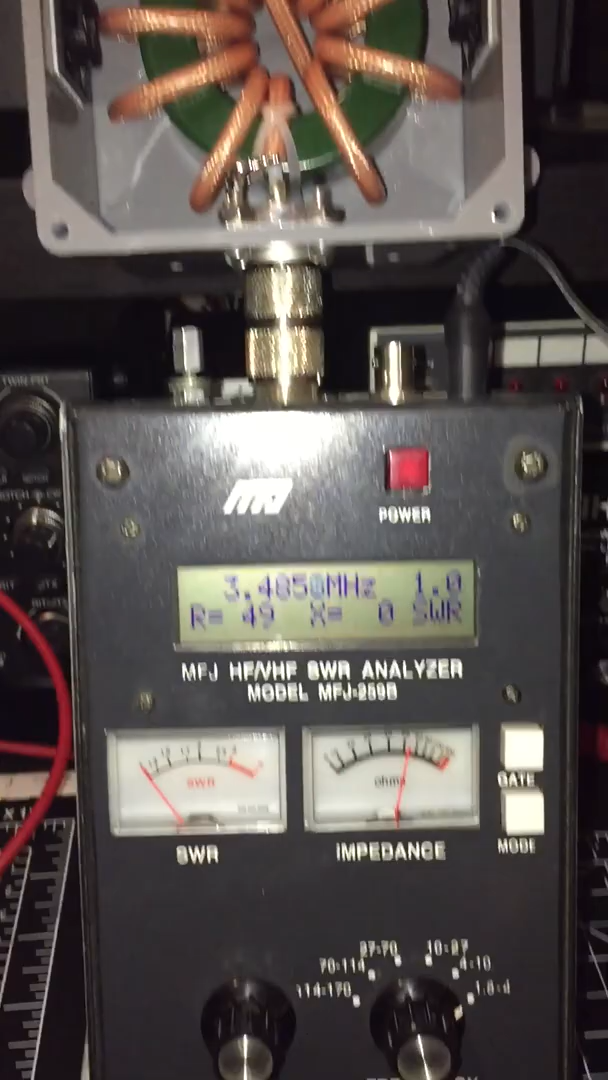 MFJ
POWER
3.4850MHz 1.0
R= 49 X= 0 SWR
MFJ HF/VHF SWR ANALYZER
MODEL MFJ-259B
SWR
ohms
GATE
MODE
SWR
IMPEDANCE
27-70 10-27
70-114 4-10
114-170 1.8-4